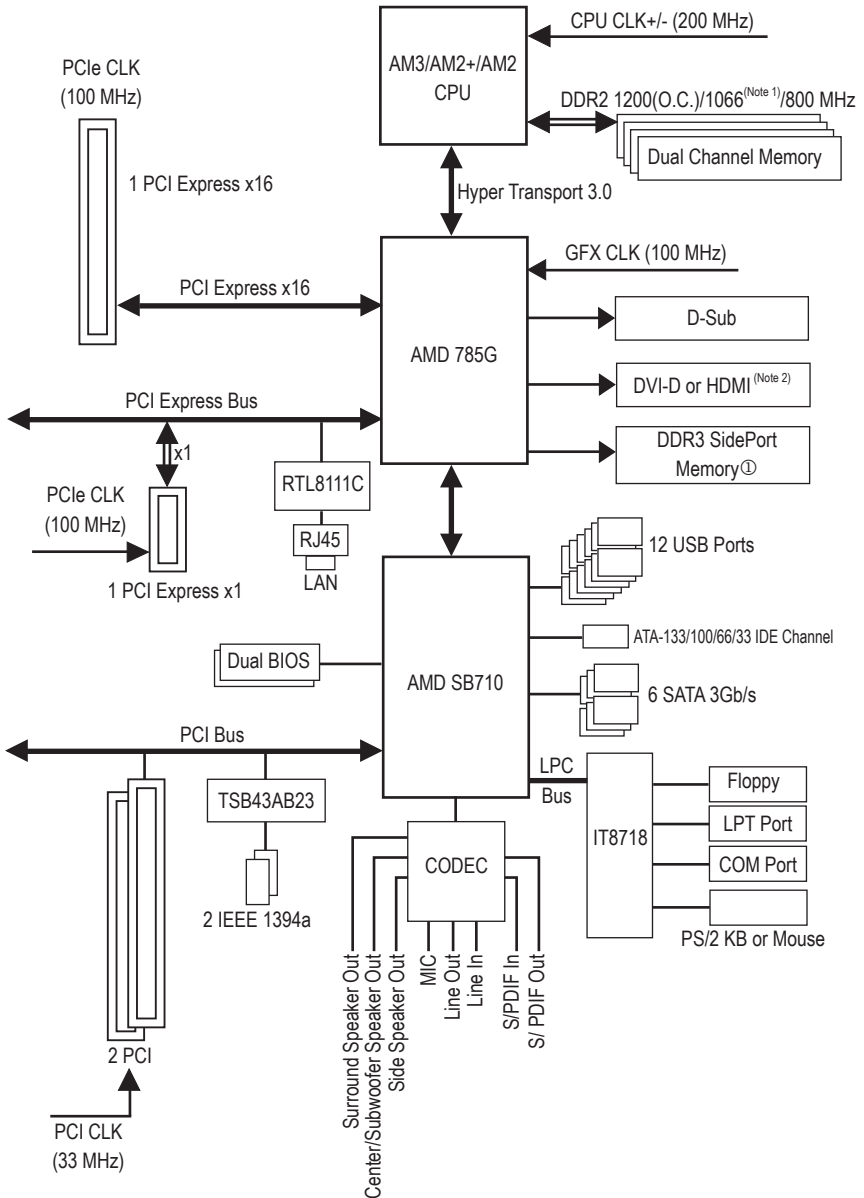 CPU CLK+/- (200 MHz)
AM3/AM2+/AM2
CPU
PCIe CLK
(100 MHz)
DDR2 1200(O.C.)/1066(Note 1)/800 MHz
Dual Channel Memory
1 PCI Express x16
Hyper Transport 3.0
GFX CLK (100 MHz)
PCI Express x16
D-Sub
AMD 785G
DVI-D or HDMI(Note 2)
PCI Express Bus
DDR3 SidePort
Memory①
x1
RTL8111C
PCIe CLK
(100 MHz)
RJ45
LAN
1 PCI Express x1
12 USB Ports
ATA-133/100/66/33 IDE Channel
Dual BIOS
AMD SB710
6 SATA 3Gb/s
PCI Bus
LPC
Bus
TSB43AB23
IT8718
Floppy
LPT Port
COM Port
CODEC
2 IEEE 1394a
PS/2 KB or Mouse
Surround Speaker Out
Center/Subwoofer Speaker Out
Side Speaker Out
MIC
Line Out
Line In
S/PDIF In
S/ PDIF Out
2 PCI
PCI CLK
(33 MHz)